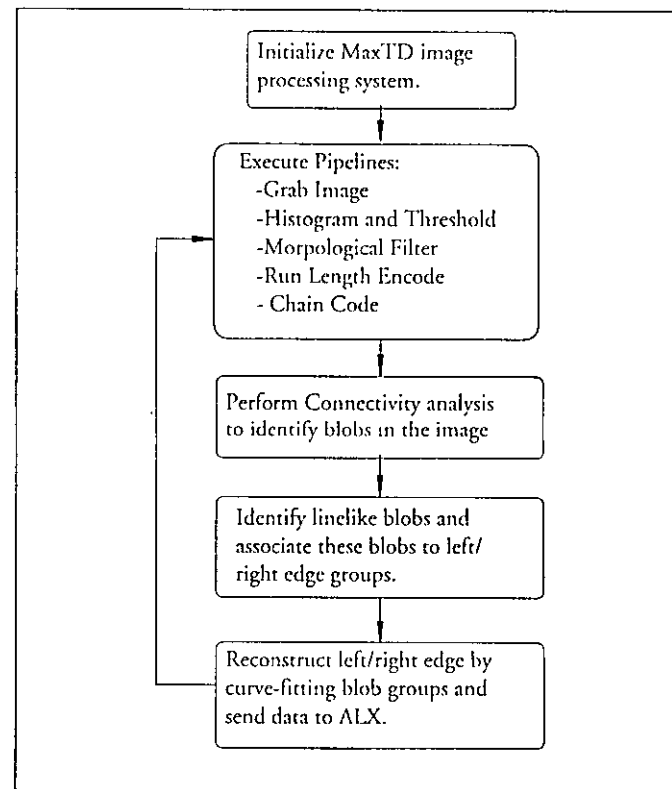 Initialize MaxTD image
processing system.
Execute Pipelines:
-Grab Image
-Histogram and Threshold
-Morpological Filter
-Run Length Encode
- Chain Code
Perform Connectivity analysis
to identify blobs in the image
Identify linelike blobs and
associate these blobs to left/
right edge groups.
Reconstruct left/right edge by
curve-fitting blob groups and
send data to ALX.